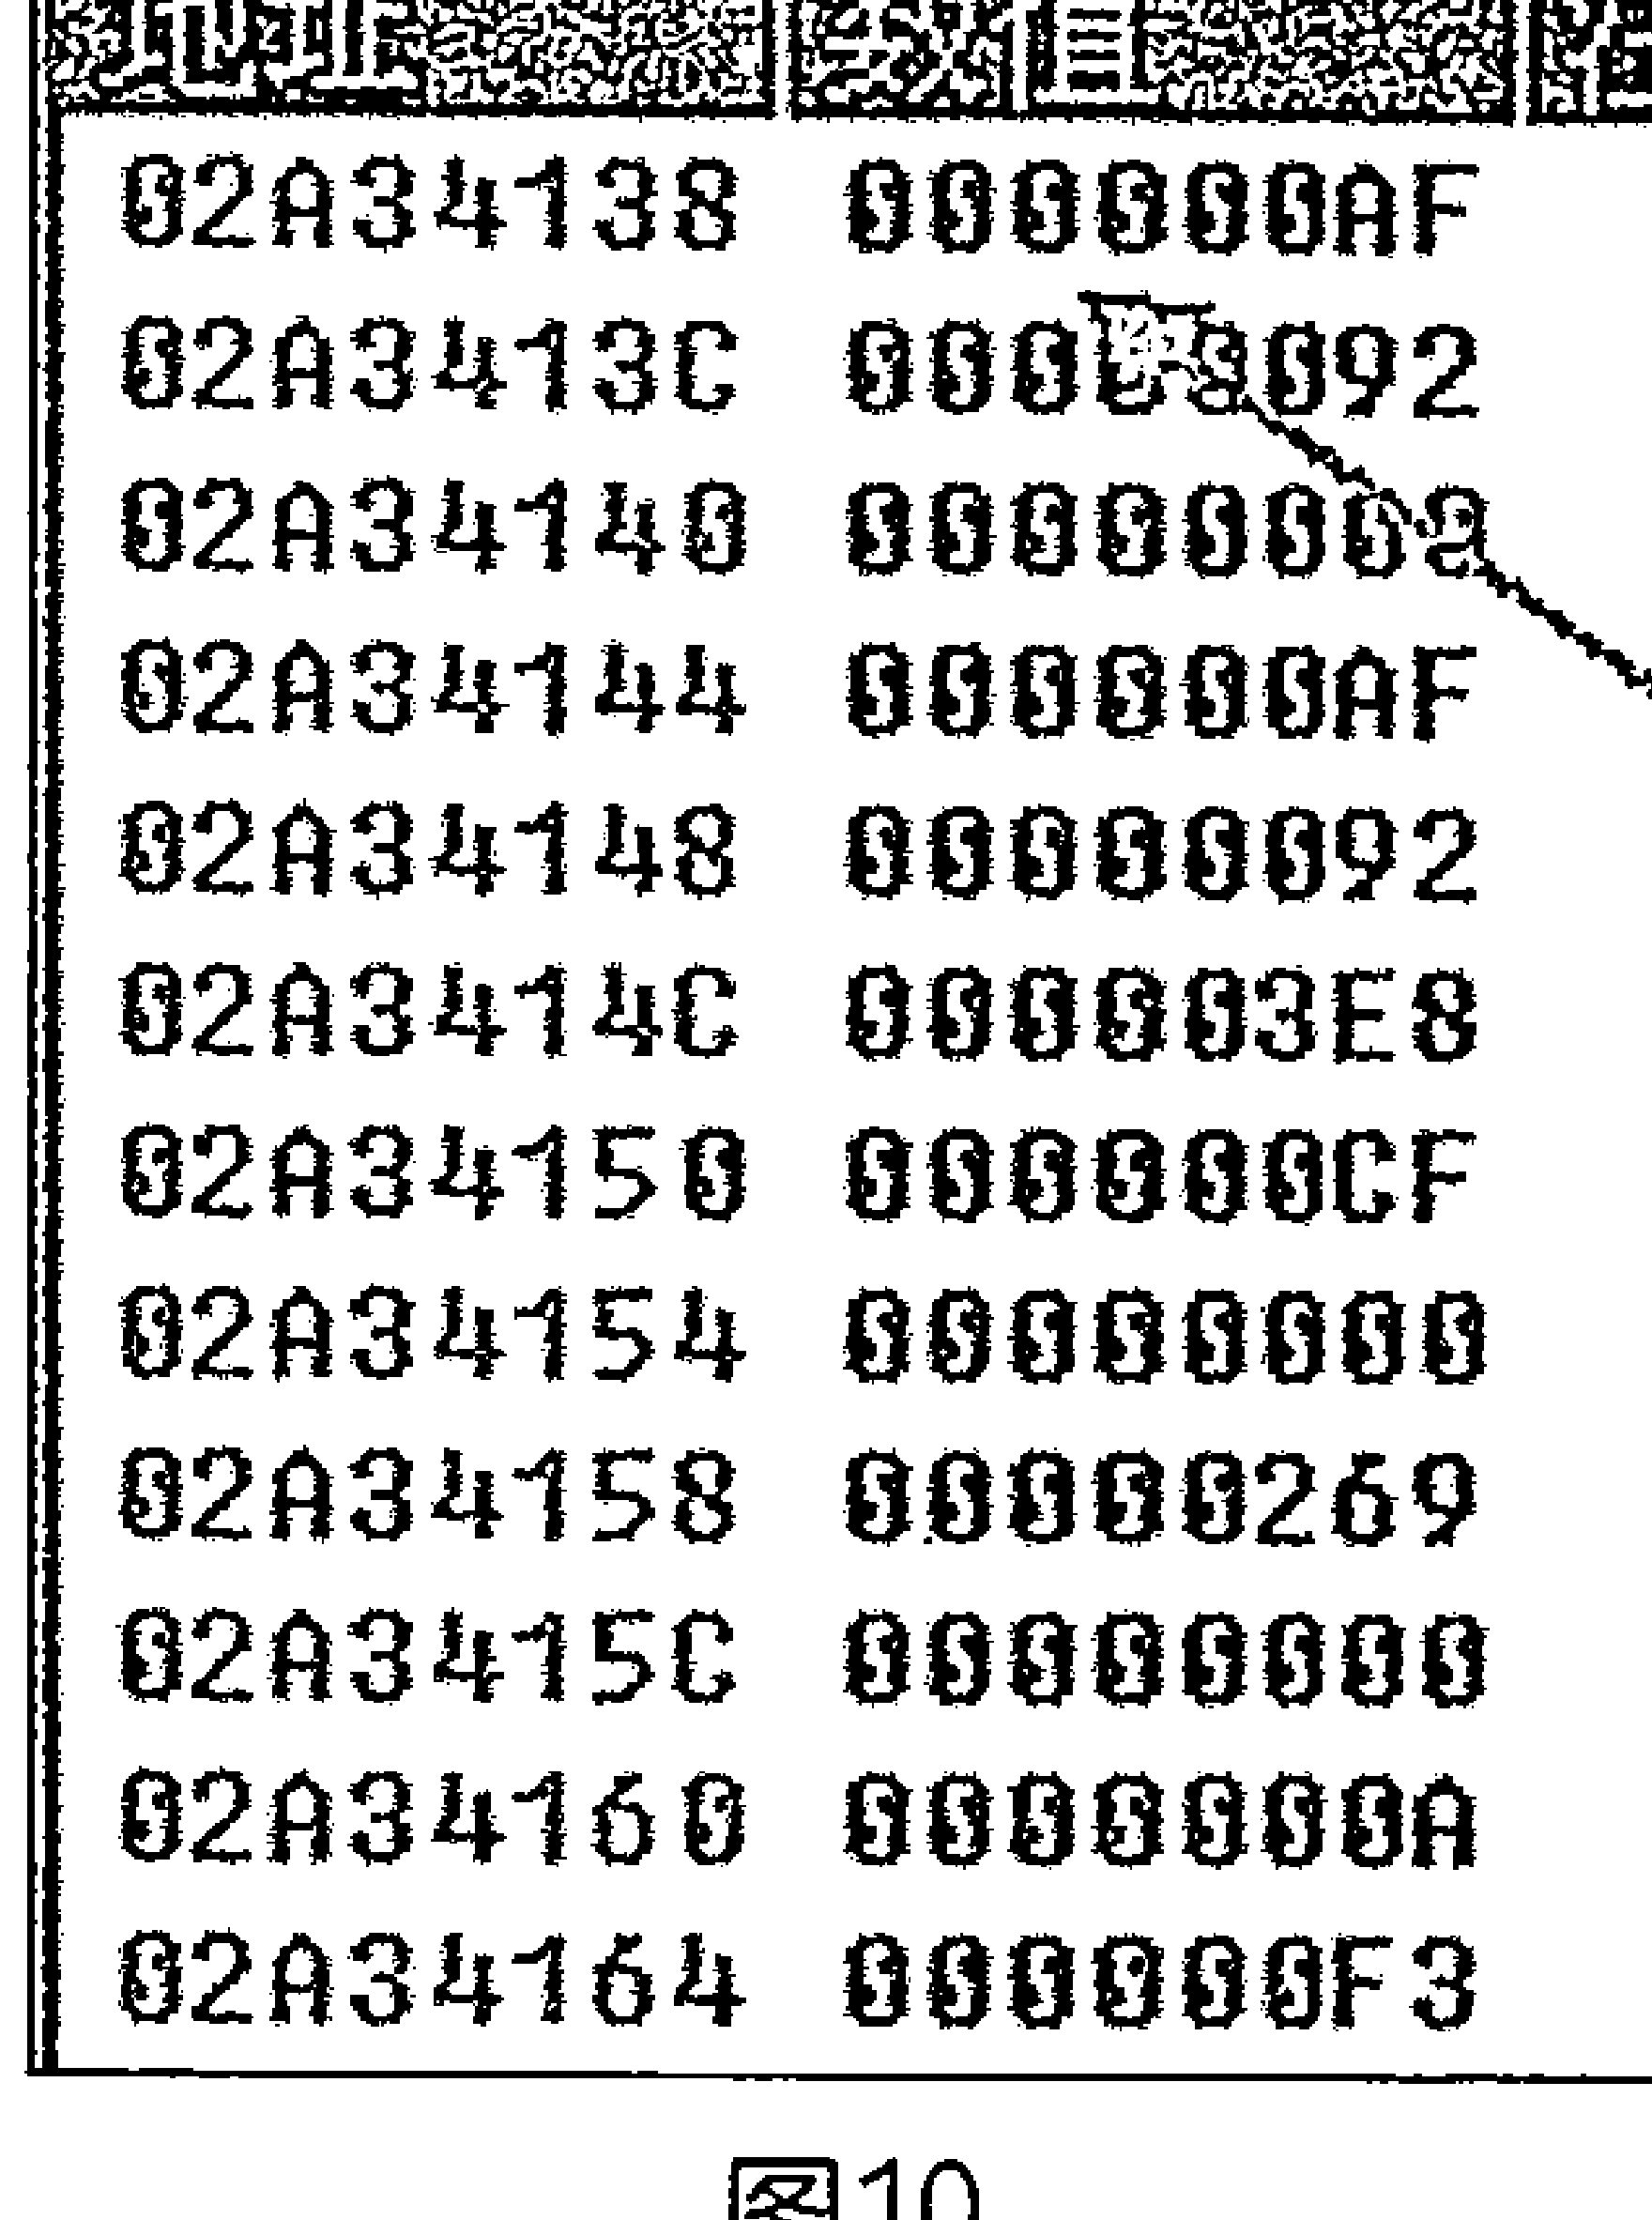 02A34138 000000AF
02A3413C 00000092
02A34140
02A34144 000000AF
02A34148 00000092
02A3414C 000003E8
02A34150 000000CF
02A34154 00000000
02A34158 00000269
02A3415C 00000000
02A34160 0000000A
02A34164 000000F3
图10